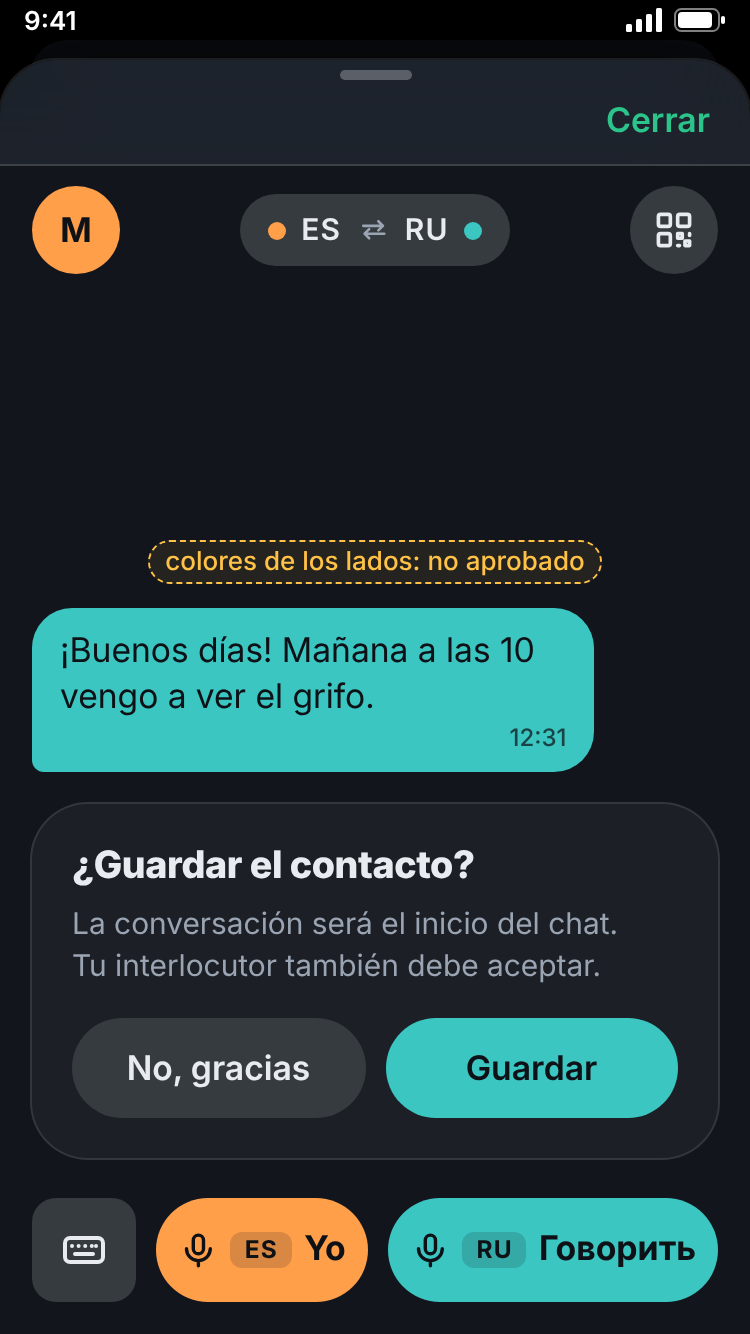 9:41
Cerrar
M
ES ⇄ RU
colores de los lados: no aprobado
¡Buenos días! Mañana a las 10
vengo a ver el grifo.
12:31
¿Guardar el contacto?
La conversación será el inicio del chat.
Tu interlocutor también debe aceptar.
No, gracias
Guardar
ES Yo
RU Говорить